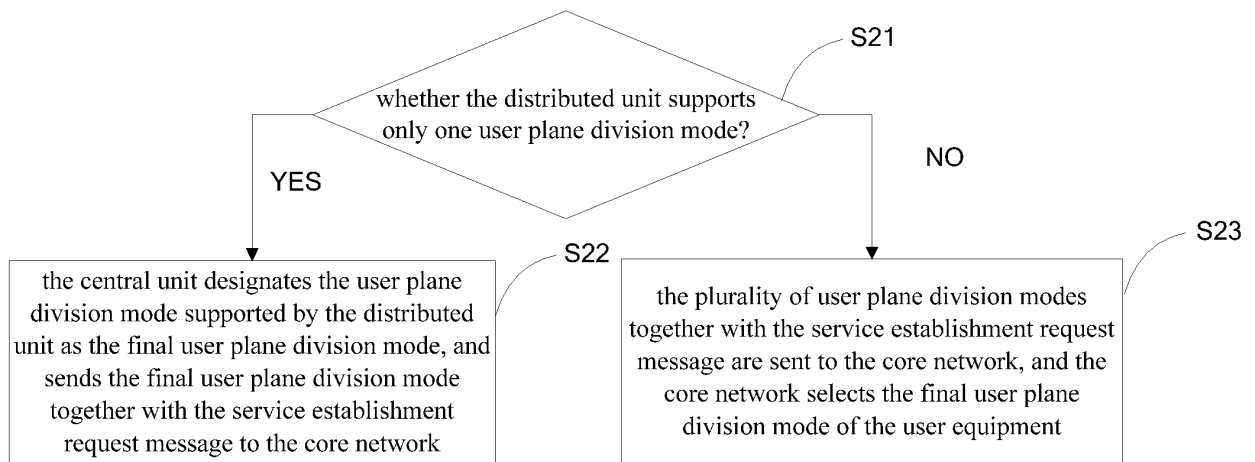 S21
whether the distributed unit supports
only one user plane division mode?
YES
NO
S22
the central unit designates the user plane
division mode supported by the distributed
unit as the final user plane division mode, and
sends the final user plane division mode
together with the service establishment
request message to the core network
S23
the plurality of user plane division modes
together with the service establishment request
message are sent to the core network, and the
core network selects the final user plane
division mode of the user equipment